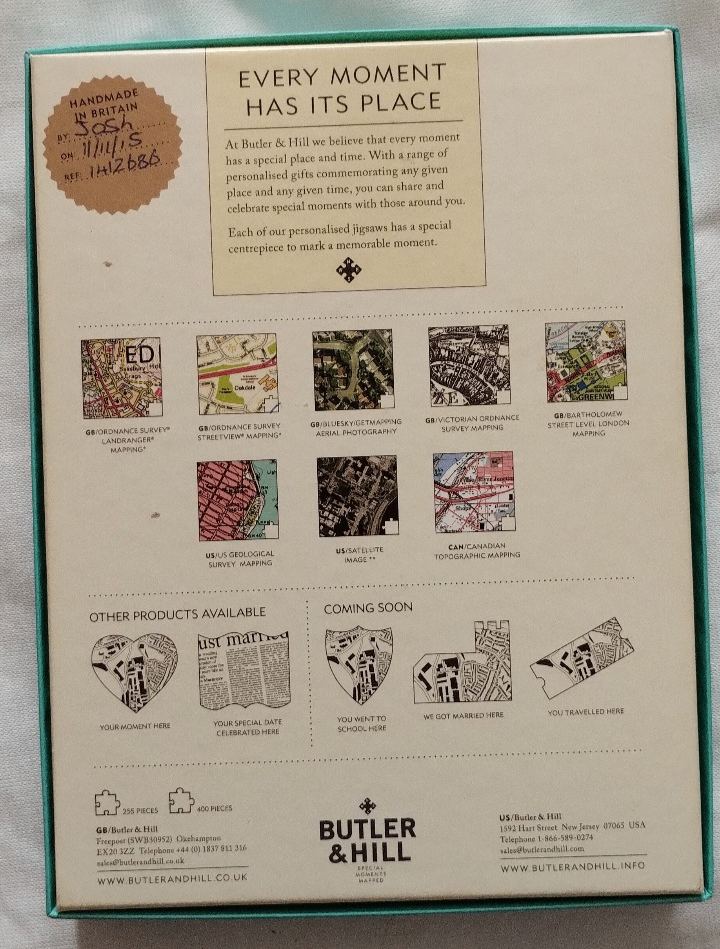 HANDMADE
IN BRITAIN
BY: Josh
ON 11/11/15
REF: 1H12686
EVERY MOMENT
HAS ITS PLACE
At Butler & Hill we believe that every moment
has a special place and time. With a range of
personalised gifts commemorating any given
place and any given time, you can share and
celebrate special moments with those around you.
Each of our personalised jigsaws has a special
centrepiece to mark a memorable moment.
ED
Oakdale
GREENW
GB/ORDNANCE SURVEY®
LANDRANGER®
MAPPING*
GB/ORDNANCE SURVEY
STREETVIEW® MAPPING*
GB/BLUESKY/GETMAPPING
AERIAL PHOTOGRAPHY
GB/VICTORIAN ORDNANCE
SURVEY MAPPING
GB/BARTHOLOMEW
STREET LEVEL LONDON
MAPPING
US/US GEOLOGICAL
SURVEY MAPPING
US/SATELLITE
IMAGE **
CAN/CANADIAN
TOPOGRAPHIC MAPPING
OTHER PRODUCTS AVAILABLE
ust married
YOUR MOMENT HERE
YOUR SPECIAL DATE
CELEBRATED HERE
COMING SOON
YOU WENT TO
SCHOOL HERE
WE GOT MARRIED HERE
YOU TRAVELLED HERE
255 PIECES
400 PIECES
GB/Butler & Hill
Freepost (SWB30952) Okehampton
EX20 3ZZ Telephone +44 (0) 1837 811 316
sales@butlerandhill.co.uk
WWW.BUTLERANDHILL.CO.UK
BUTLER
& HILL
SPECIAL
MOMENTS
MAPPED
US/Butler & Hill
1592 Hart Street New Jersey 07065 USA
Telephone 1-866-589-0274
sales@butlerandhill.com
WWW.BUTLERANDHILL.INFO